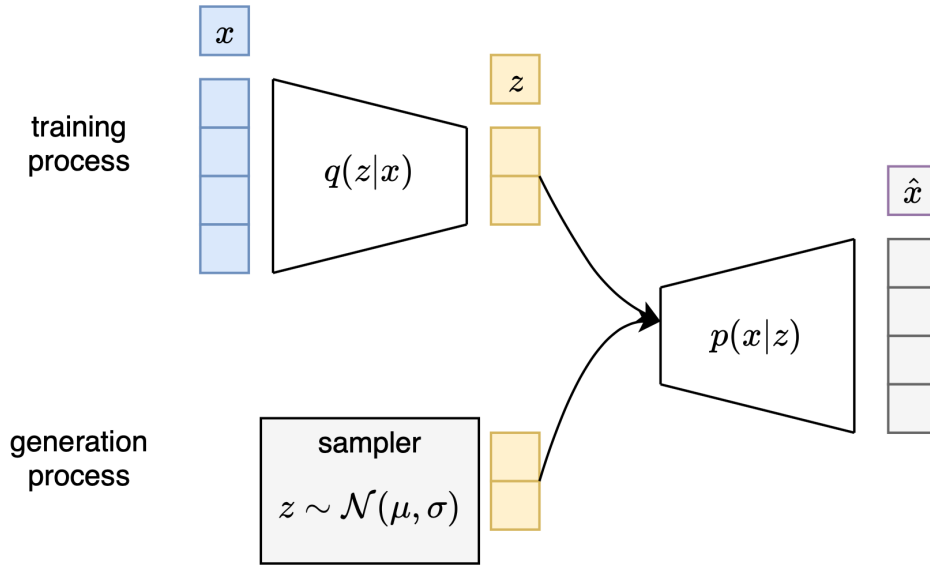 x
z
training
process
q(z|x)
x̂
p(x|z)
generation
process
sampler
z ∼ 𝒩(μ, σ)